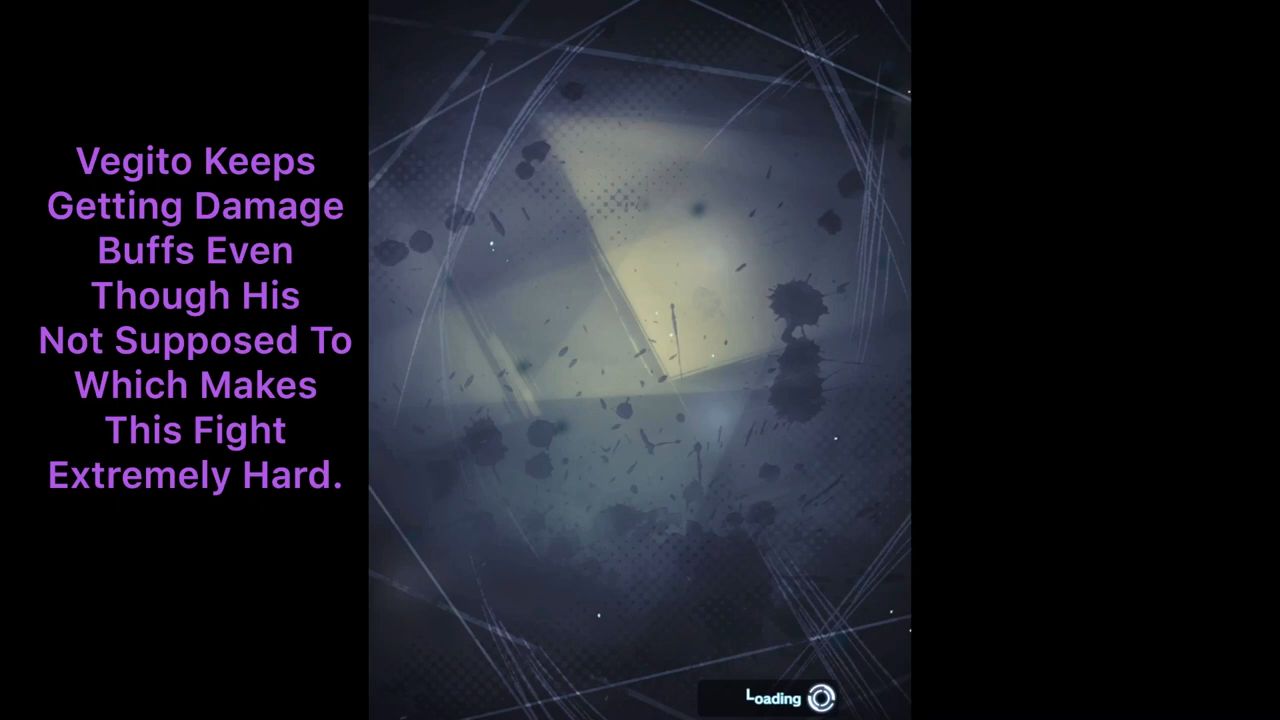 Vegito Keeps
Getting Damage
Buffs Even
Though His
Not Supposed To
Which Makes
This Fight
Extremely Hard.
Loading